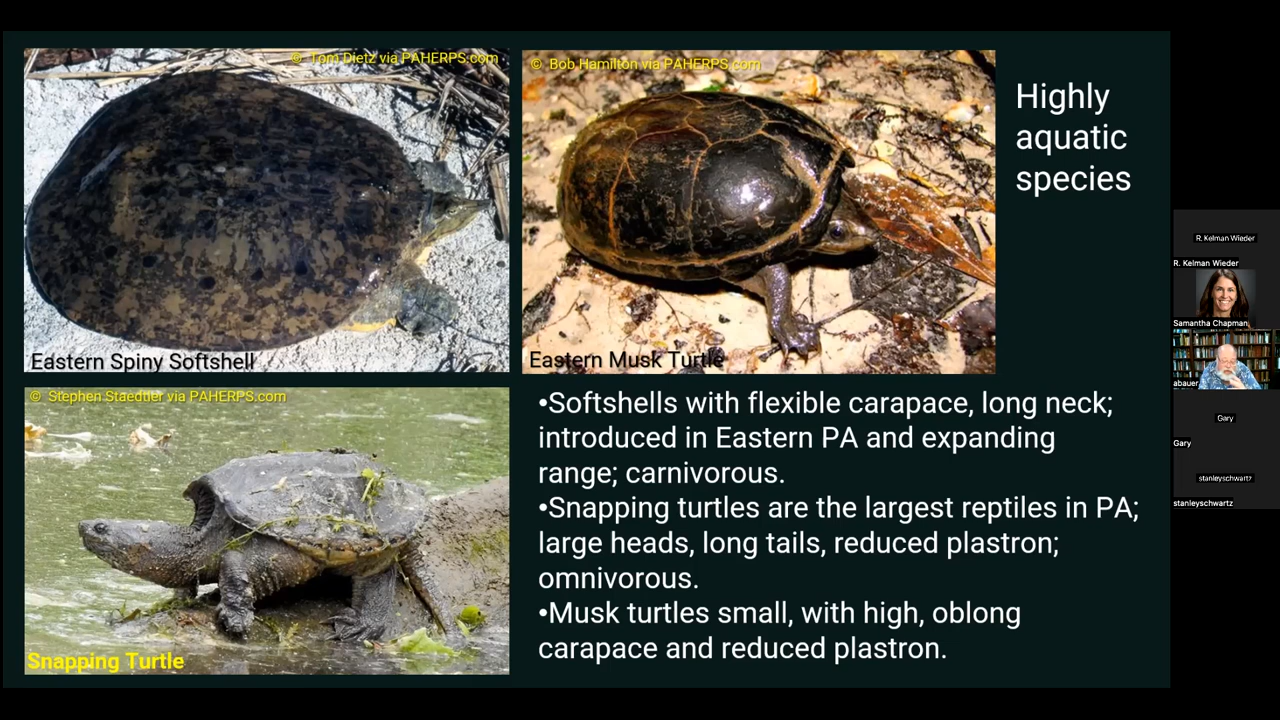 © Tom Dietz via PAHERPS.com
Eastern Spiny Softshell
© Bob Hamilton via PAHERPS.com
Eastern Musk Turtle
Highly
aquatic
species
© Stephen Staedtler via PAHERPS.com
Snapping Turtle
•Softshells with flexible carapace, long neck;
introduced in Eastern PA and expanding
range; carnivorous.
•Snapping turtles are the largest reptiles in PA;
large heads, long tails, reduced plastron;
omnivorous.
•Musk turtles small, with high, oblong
carapace and reduced plastron.
R. Kelman Wieder
R. Kelman Wieder
Samantha Chapman
abauer
Gary
Gary
stanleyschwartz
stanleyschwartz